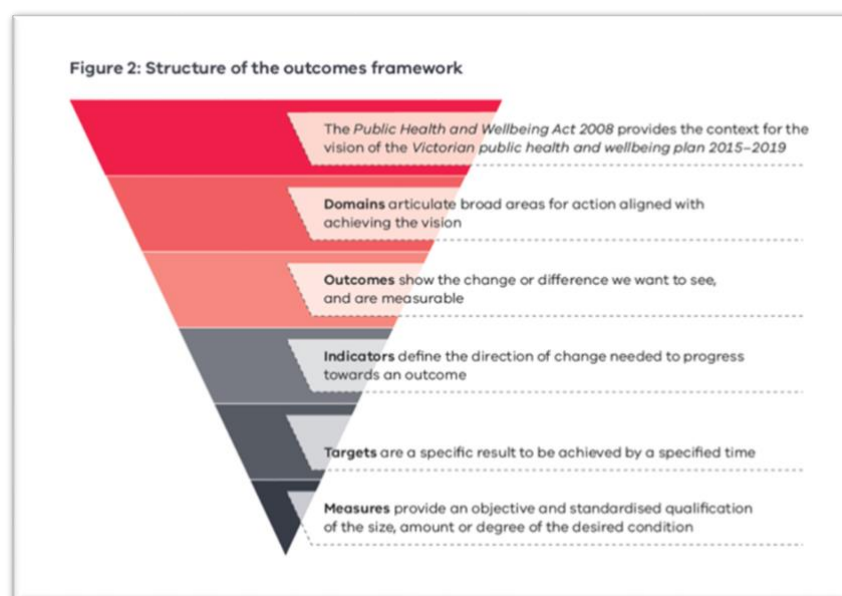 Figure 2: Structure of the outcomes framework
The Public Health and Wellbeing Act 2008 provides the context for the
vision of the Victorian public health and wellbeing plan 2015–2019
Domains articulate broad areas for action aligned with
achieving the vision
Outcomes show the change or difference we want to see,
and are measurable
Indicators define the direction of change needed to progress
towards an outcome
Targets are a specific result to be achieved by a specified time
Measures provide an objective and standardised qualification
of the size, amount or degree of the desired condition